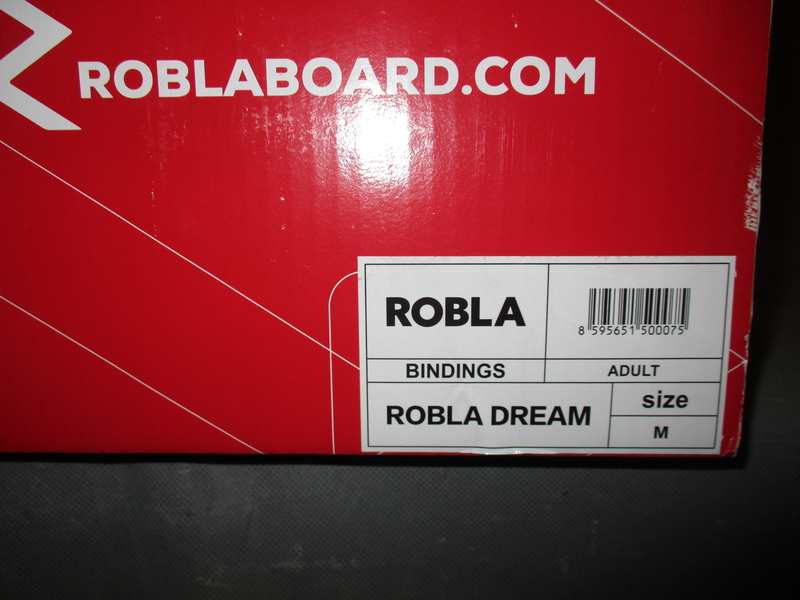 ROBLABOARD.COM
ROBLA
8 595651 500075
BINDINGS
ADULT
ROBLA DREAM
size
M